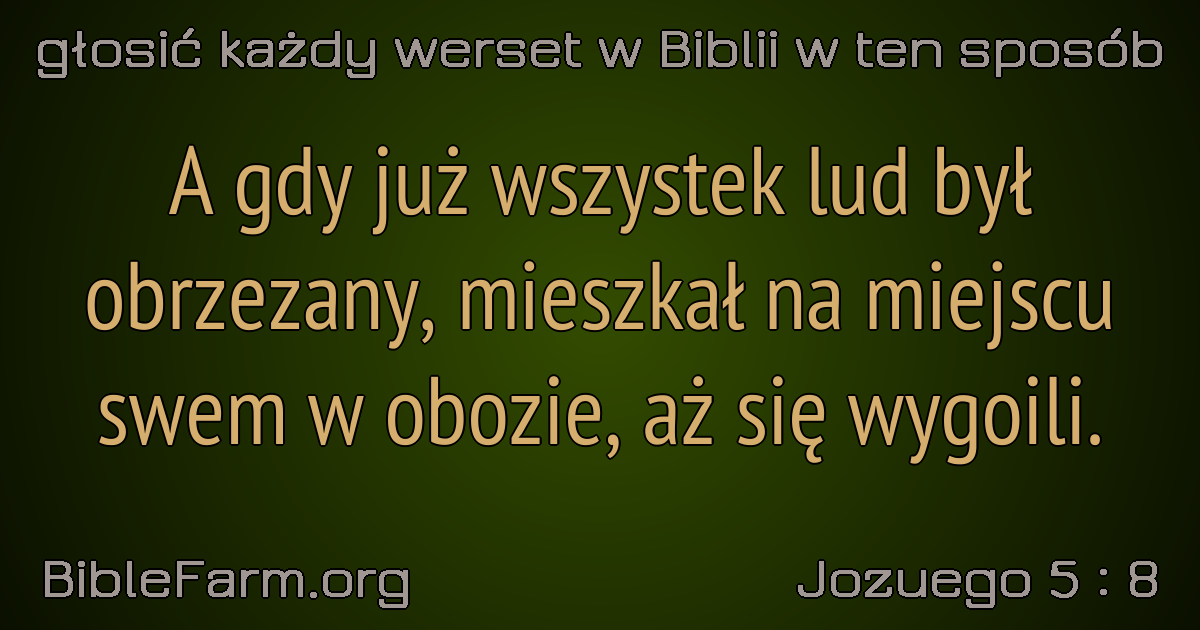 głosić każdy werset w Biblii w ten sposób
A gdy już wszystek lud był
obrzezany, mieszkał na miejscu
swem w obozie, aż się wygoili.
BibleFarm.org
Jozuego 5 : 8